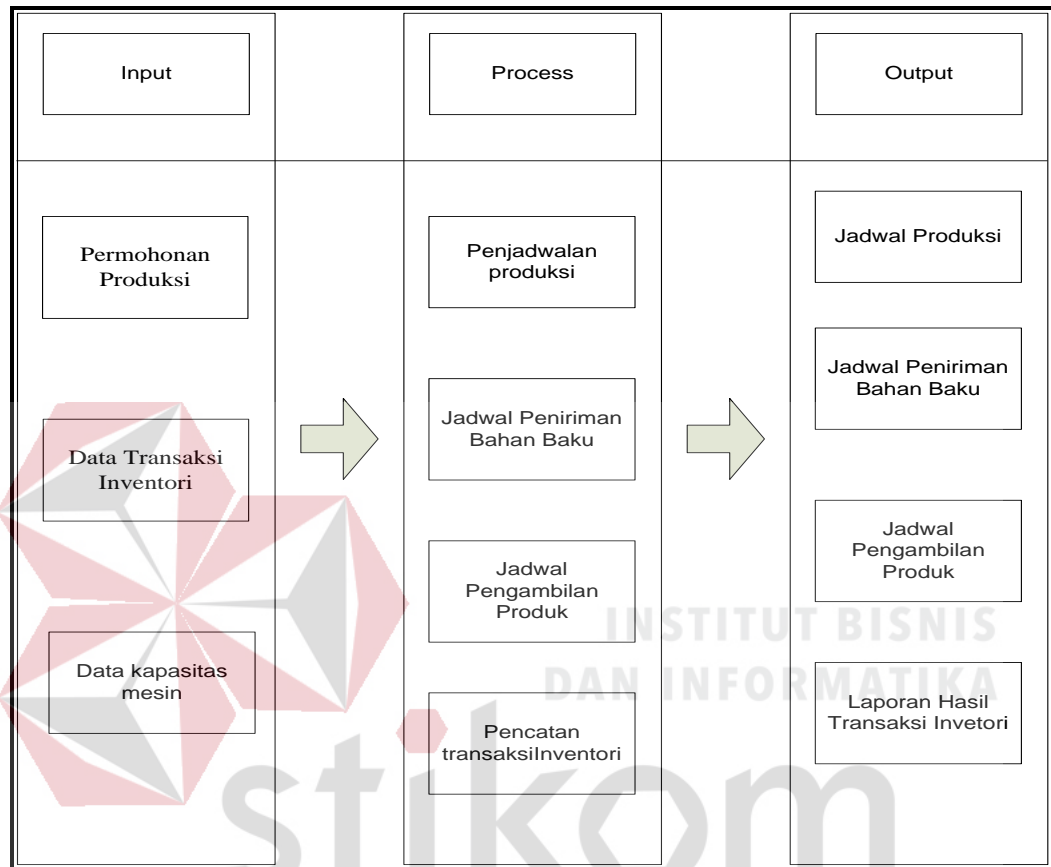 Input
Process
Output
Permohonan
Produksi
Data Transaksi
Inventori
Data kapasitas
mesin
Penjadwalan
produksi
Jadwal Peniriman
Bahan Baku
Jadwal
Pengambilan
Produk
Pencatan
transaksiInventori
Jadwal Produksi
Jadwal Peniriman
Bahan Baku
Jadwal
Pengambilan
Produk
Laporan Hasil
Transaksi Invetori
INSTITUT BISNIS
DAN INFORMATIKA
stikom